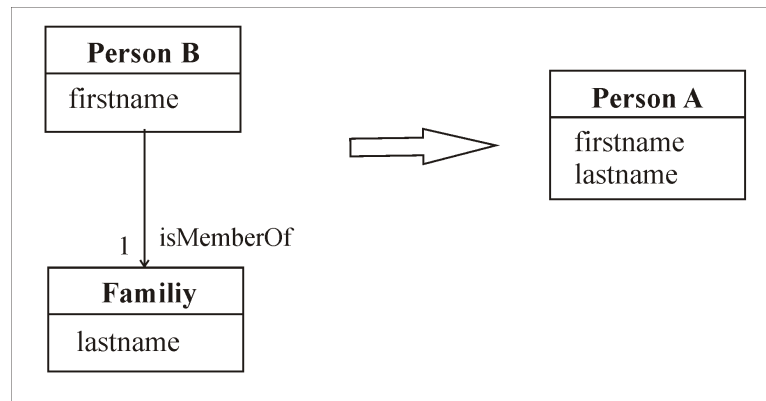 Person B
firstname
1
isMemberOf
Familiy
lastname
Person A
firstname
lastname